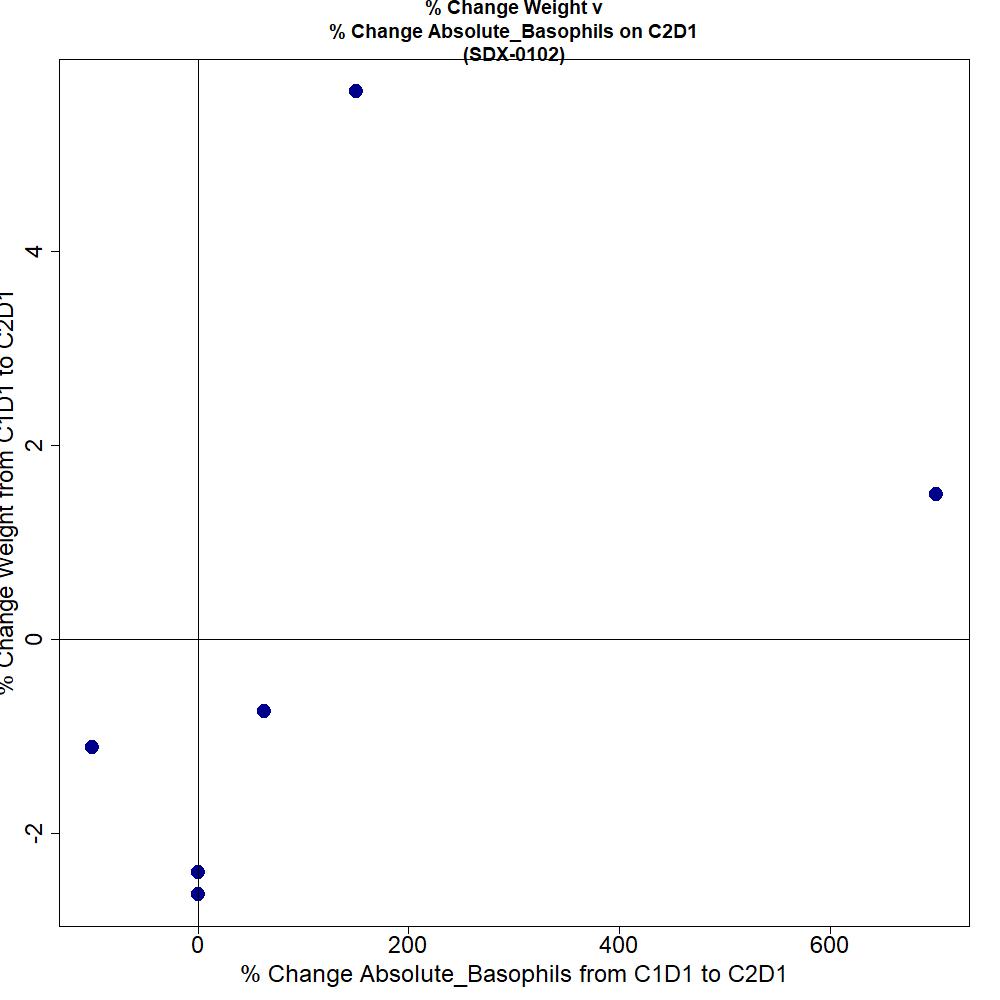 % Change Weight v
% Change Absolute_Basophils on C2D1
(SDX-0102)
% Change Weight from C1D1 to C2D1
4
2
0
-2
0
200
400
600
% Change Absolute_Basophils from C1D1 to C2D1